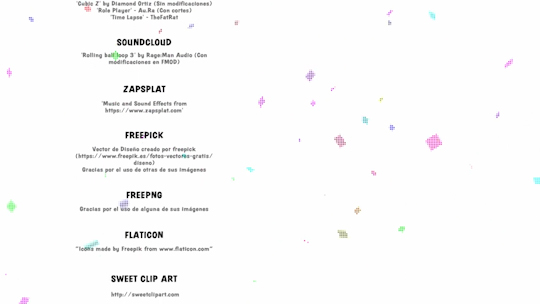 'Cubic Z' by Diamond Ortiz (Sin modificaciones)
'Role Player' - Au.Ra (Con cortes)
'Time Lapse' - TheFatRat
SOUNDCLOUD
'Rolling ball loop 3' by Raye:Man Audio (Con
modificaciones en FMOD)
ZAPSPLAT
'Music and Sound Effects from
https://www.zapsplat.com'
FREEPICK
Vector de Diseño creado por freepick
(https://www.freepik.es/fotos-vectores-gratis/
diseno)
Gracias por el uso de otras de sus imágenes
FREEPNG
Gracias por el uso de alguna de sus imágenes
FLATICON
"Icons made by Freepik from www.flaticon.com"
SWEET CLIP ART
http://sweetclipart.com